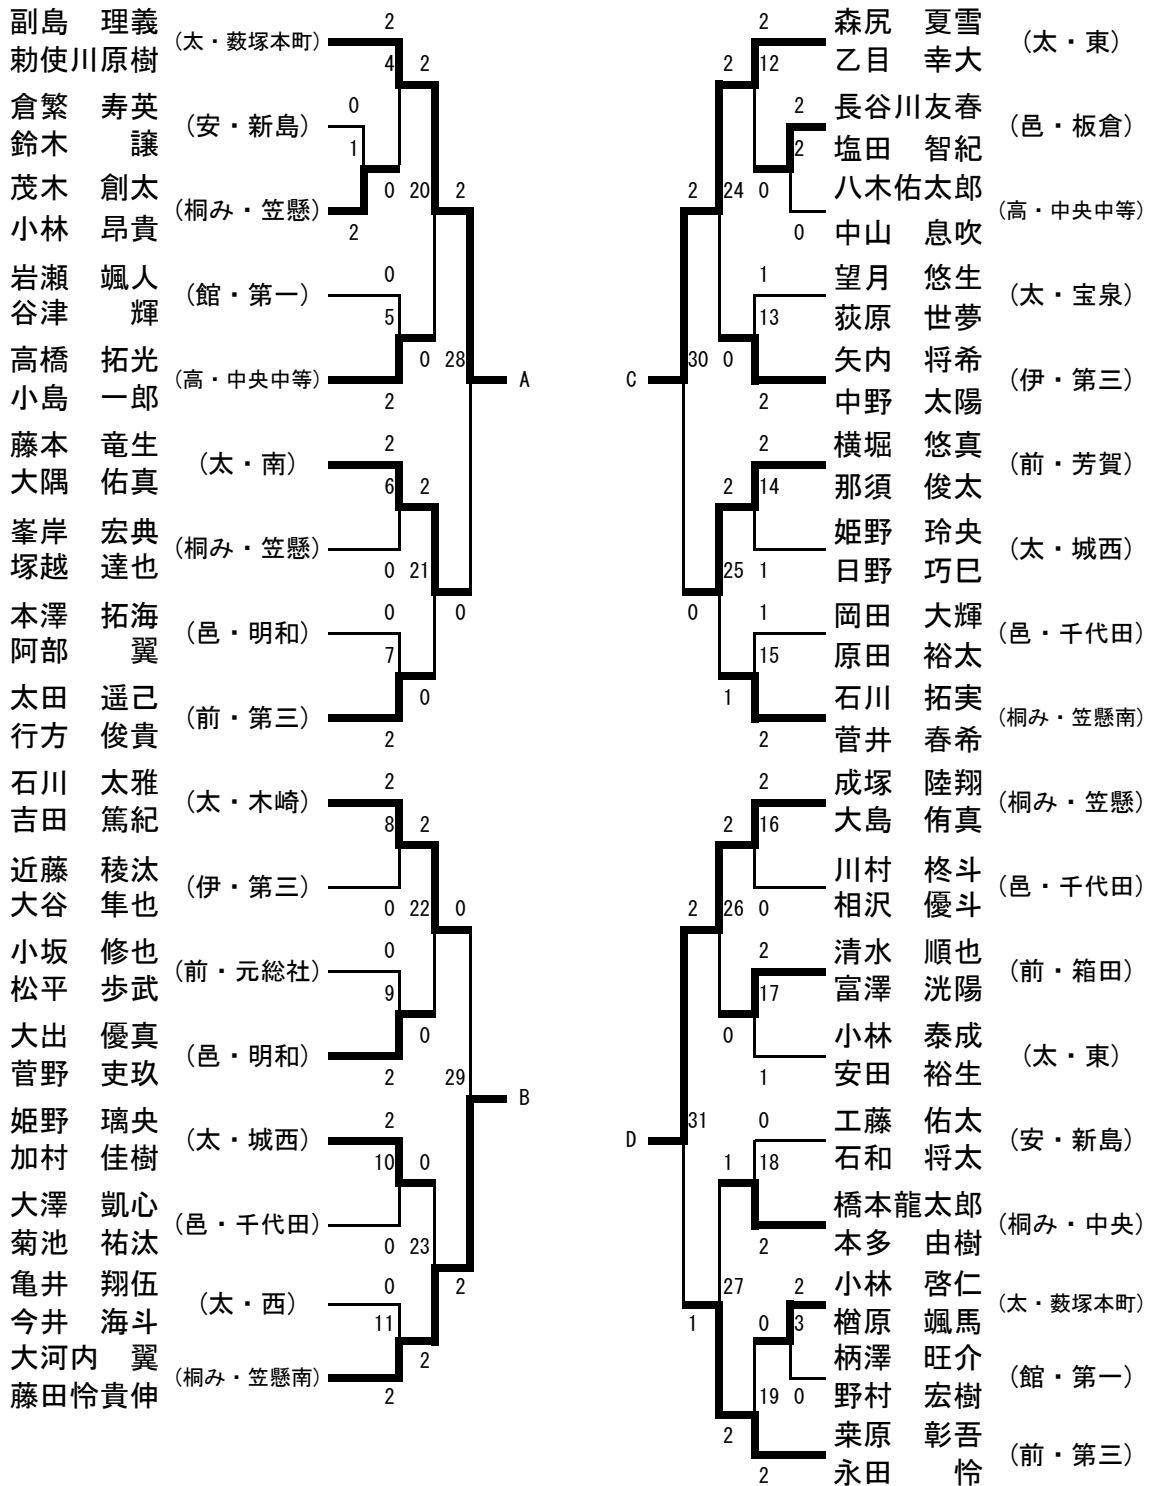 副島　理義
勅使川原樹
(太・薮塚本町)
2
倉繁　寿英
鈴木　　譲
(安・新島)
0
茂木　創太
小林　昂貴
(桐み・笠懸)
2
岩瀬　颯人
谷津　　輝
(館・第一)
0
高橋　拓光
小島　一郎
(高・中央中等)
2
藤本　竜生
大隅　佑真
(太・南)
2
峯岸　宏典
塚越　達也
(桐み・笠懸)
0
本澤　拓海
阿部　　翼
(邑・明和)
0
太田　遥己
行方　俊貴
(前・第三)
2
石川　太雅
吉田　篤紀
(太・木崎)
2
近藤　稜汰
大谷　隼也
(伊・第三)
0
小坂　修也
松平　歩武
(前・元総社)
0
大出　優真
菅野　吏玖
(邑・明和)
2
姫野　璃央
加村　佳樹
(太・城西)
2
大澤　凱心
菊池　祐汰
(邑・千代田)
0
亀井　翔伍
今井　海斗
(太・西)
0
大河内　翼
藤田怜貴伸
(桐み・笠懸南)
2
1
4
0
5
6
7
8
9
10
11
2
20
0
2
21
0
2
22
0
0
23
2
2
28
0
0
29
2
A
B
C
D
2
30
0
2
31
1
2
24
0
2
25
1
2
26
0
1
27
2
12
0
2
13
14
15
16
17
18
0
3
19
2
森尻　夏雪
乙目　幸大
(太・東)
2
長谷川友春
塩田　智紀
(邑・板倉)
0
八木佑太郎
中山　息吹
(高・中央中等)
1
望月　悠生
荻原　世夢
(太・宝泉)
2
矢内　将希
中野　太陽
(伊・第三)
2
横堀　悠真
那須　俊太
(前・芳賀)
1
姫野　玲央
日野　巧巳
(太・城西)
1
岡田　大輝
原田　裕太
(邑・千代田)
2
石川　拓実
菅井　春希
(桐み・笠懸南)
2
成塚　陸翔
大島　侑真
(桐み・笠懸)
0
川村　柊斗
相沢　優斗
(邑・千代田)
2
清水　順也
富澤　洸陽
(前・箱田)
1
小林　泰成
安田　裕生
(太・東)
0
工藤　佑太
石和　将太
(安・新島)
2
橋本龍太郎
本多　由樹
(桐み・中央)
2
小林　啓仁
楢原　颯馬
(太・薮塚本町)
0
柄澤　旺介
野村　宏樹
(館・第一)
2
桒原　彰吾
永田　　怜
(前・第三)